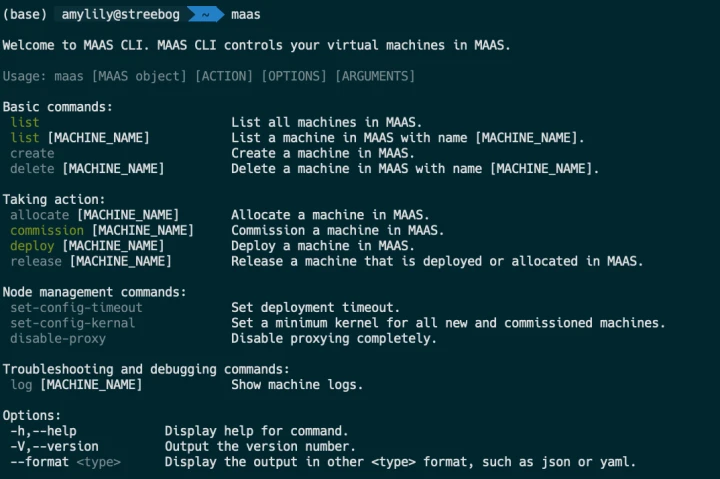 (base) amylily@streebog ~ maas
Welcome to MAAS CLI. MAAS CLI controls your virtual machines in MAAS.
Usage: maas [MAAS object] [ACTION] [OPTIONS] [ARGUMENTS]
Basic commands:
list List all machines in MAAS.
list [MACHINE_NAME] List a machine in MAAS with name [MACHINE_NAME].
create Create a machine in MAAS.
delete [MACHINE_NAME] Delete a machine in MAAS with name [MACHINE_NAME].
Taking action:
allocate [MACHINE_NAME] Allocate a machine in MAAS.
commission [MACHINE_NAME] Commission a machine in MAAS.
deploy [MACHINE_NAME] Deploy a machine in MAAS.
release [MACHINE_NAME] Release a machine that is deployed or allocated in MAAS.
Node management commands:
set-config-timeout Set deployment timeout.
set-config-kernal Set a minimum kernel for all new and commissioned machines.
disable-proxy Disable proxying completely.
Troubleshooting and debugging commands:
log [MACHINE_NAME] Show machine logs.
Options:
-h,--help Display help for command.
-V,--version Output the version number.
--format <type> Display the output in other <type> format, such as json or yaml.